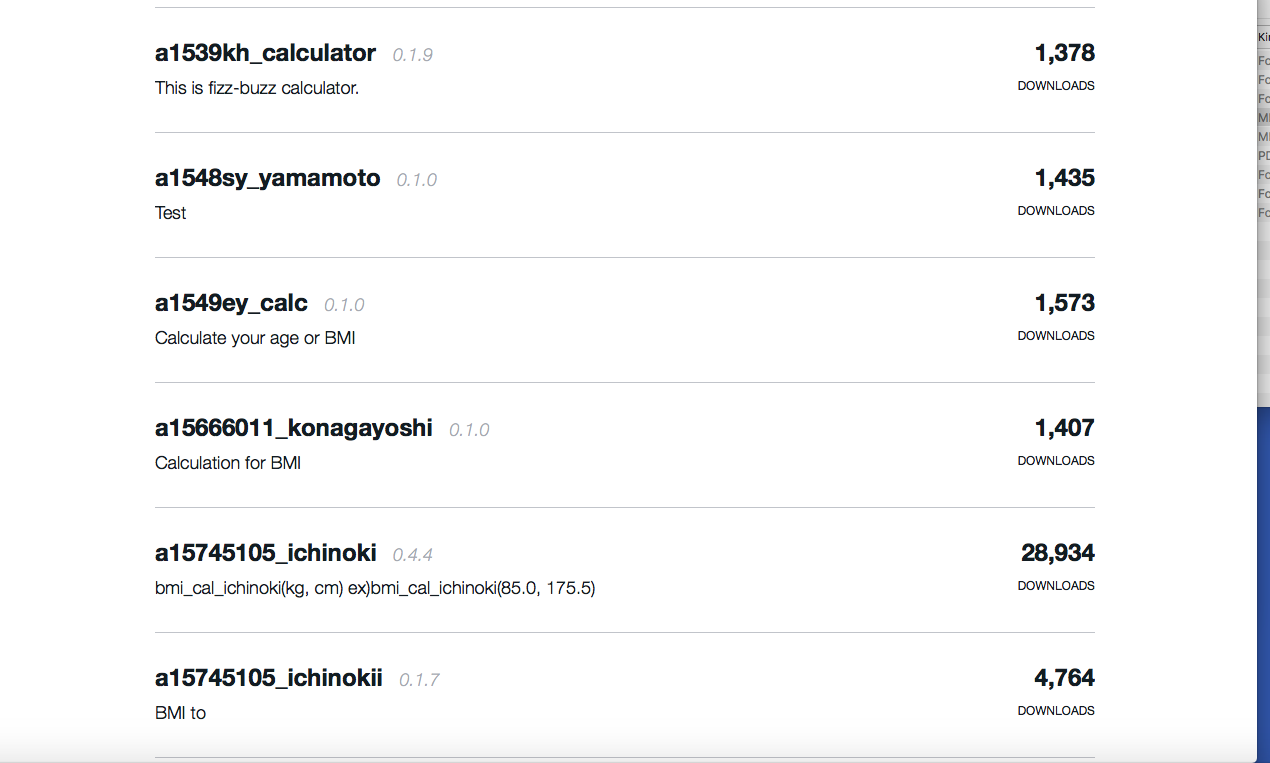 a1539kh_calculator 0.1.9
1,378
This is fizz-buzz calculator.
DOWNLOADS
a1548sy_yamamoto 0.1.0
1,435
Test
DOWNLOADS
a1549ey_calc 0.1.0
1,573
Calculate your age or BMI
DOWNLOADS
a15666011_konagayoshi 0.1.0
1,407
Calculation for BMI
DOWNLOADS
a15745105_ichinoki 0.4.4
28,934
bmi_cal_ichinoki(kg, cm) ex)bmi_cal_ichinoki(85.0, 175.5)
DOWNLOADS
a15745105_ichinokii 0.1.7
4,764
BMI to
DOWNLOADS